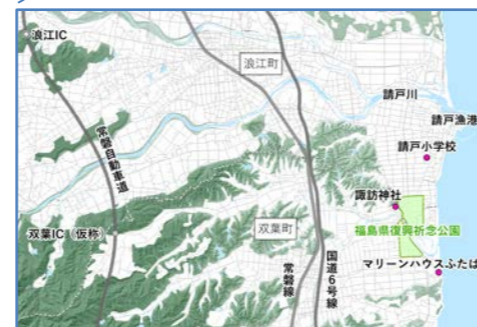 浪江IC
浪江町
請戸川
請戸漁港
請戸小学校
常磐自動車道
諏訪神社
双葉町
双葉IC（仮称）
福島県復興祈念公園
マリーンハウスふたば
常磐線
国道6号線